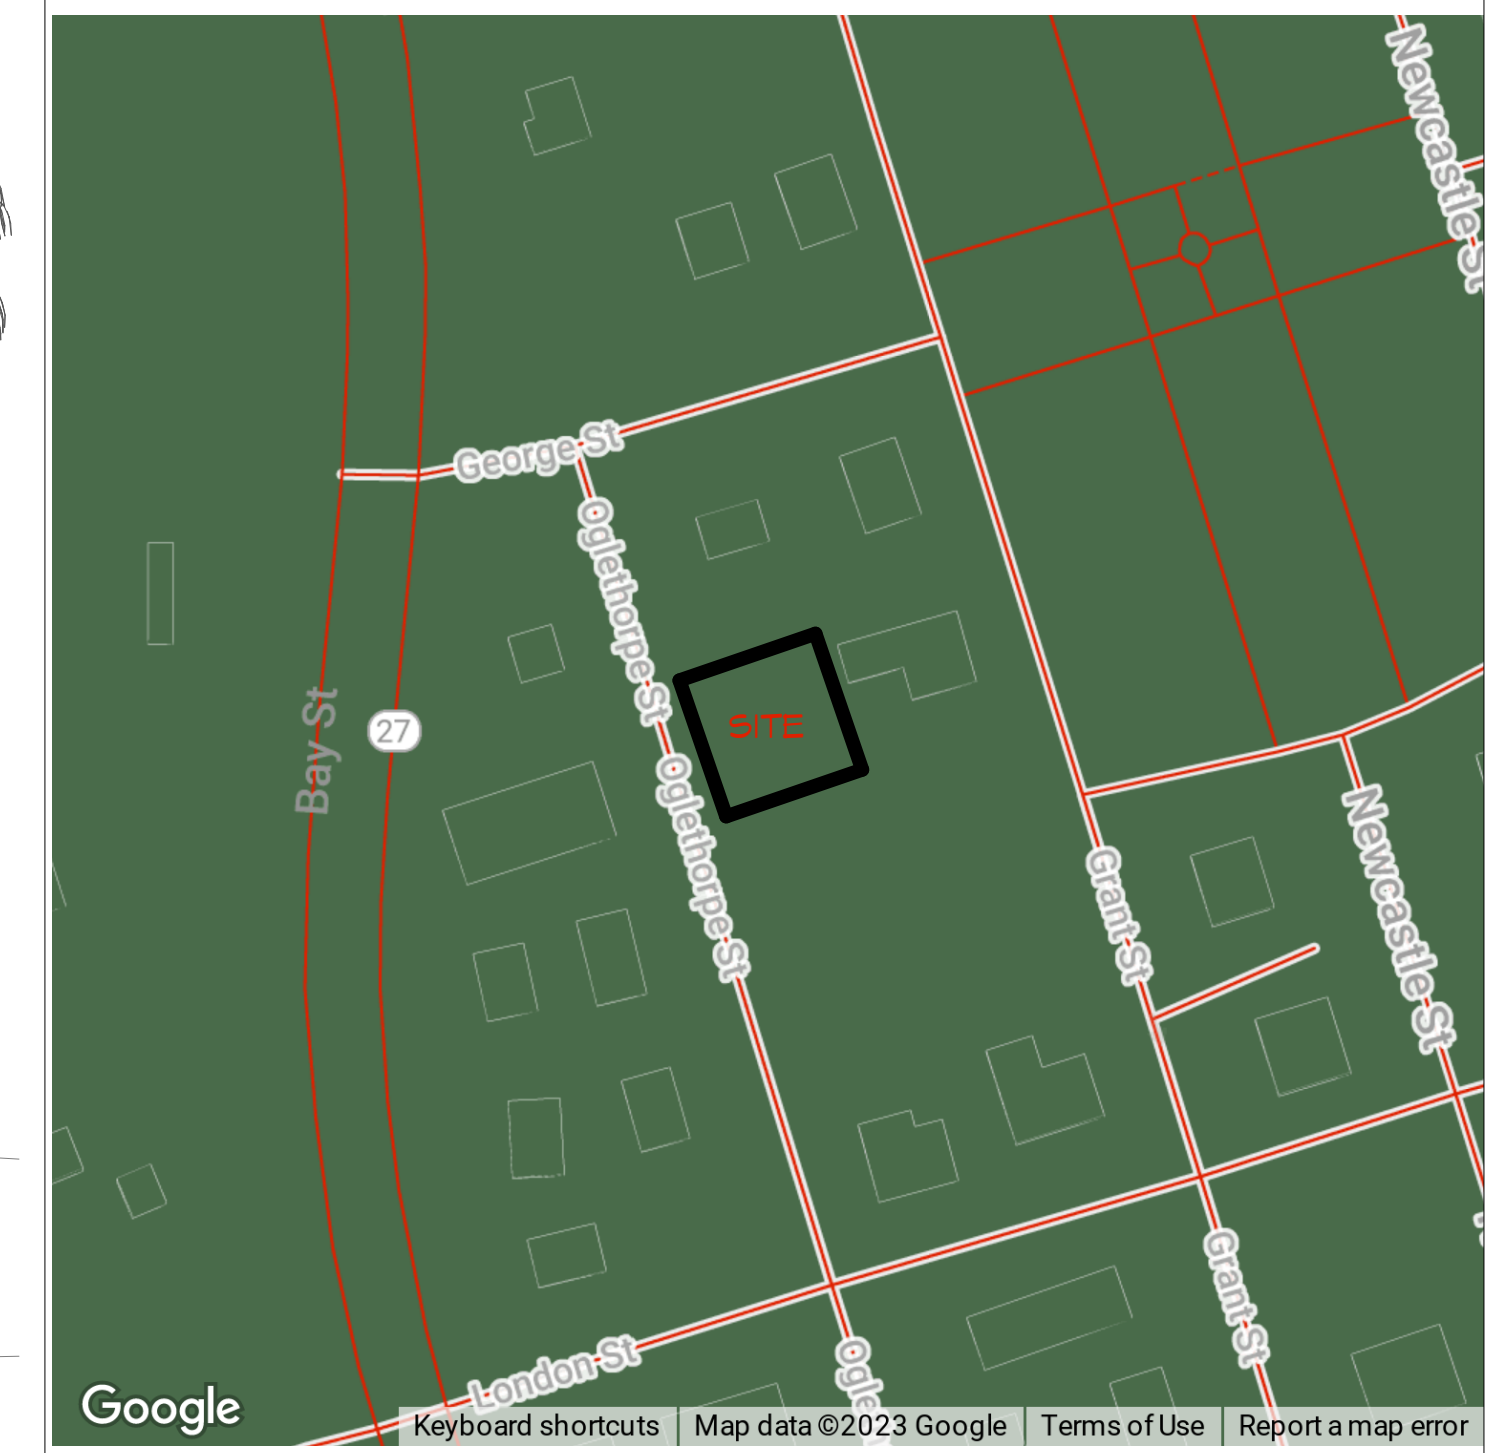 Newcastle St
George St
Oglethorpe St
Bay St
27
SITE
Oglethorpe St
Newcastle St
Grant St
Grant St
London St
Ogle
Google
Keyboard shortcuts
Map data ©2023 Google
Terms of Use
Report a map error